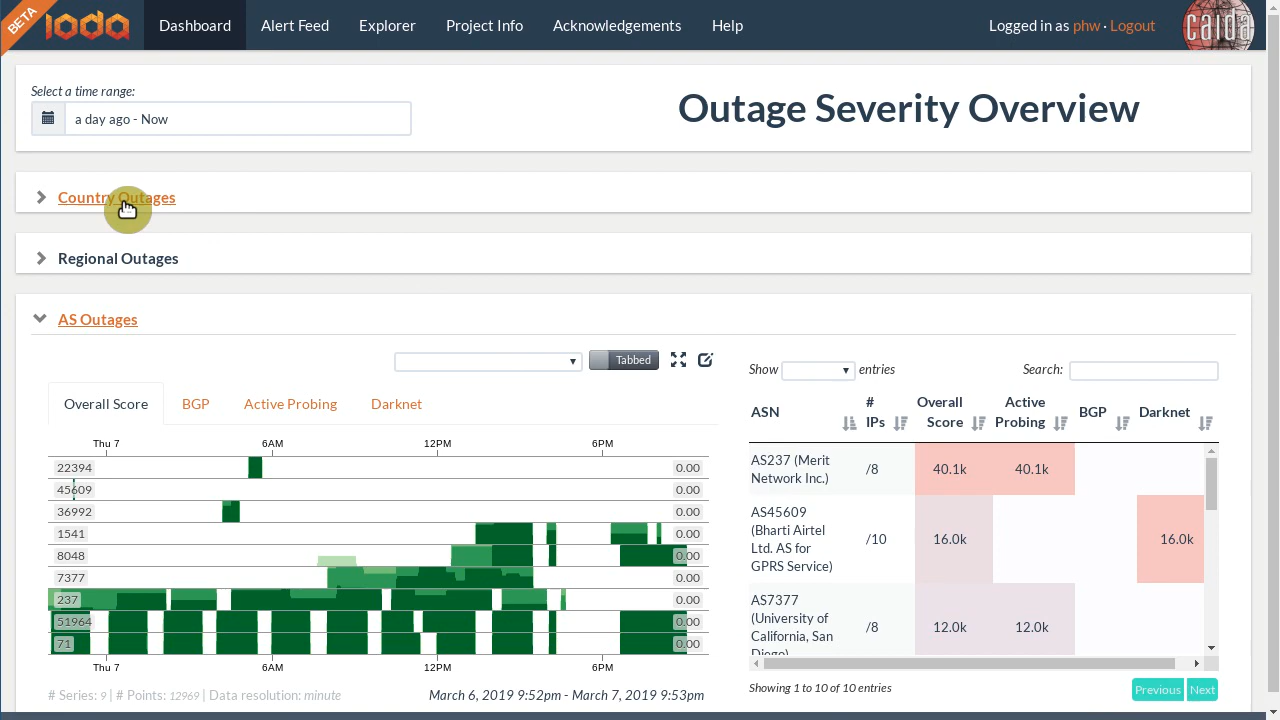 BETA
ioda
Dashboard
Alert Feed
Explorer
Project Info
Acknowledgements
Help
Logged in as phw · Logout
caida
Select a time range:
a day ago - Now
Outage Severity Overview
Country Outages
Regional Outages
AS Outages
Tabbed
Show entries
Search:
Overall Score
BGP
Active Probing
Darknet
Thu 7
6AM
12PM
6PM
22394 0.00
45609 0.00
36992 0.00
1541 0.00
8048 0.00
7377 0.00
237 0.00
51964 0.00
71 0.00
Thu 7
6AM
12PM
6PM
# Series: 9 | # Points: 12969 | Data resolution: minute
March 6, 2019 9:52pm - March 7, 2019 9:53pm
ASN
# IPs
Overall Score
Active Probing
BGP
Darknet
AS237 (Merit
Network Inc.)
/8
40.1k
40.1k
AS45609
(Bharti Airtel
Ltd. AS for
GPRS Service)
/10
16.0k
16.0k
AS7377
(University of
California, San
Diego)
/8
12.0k
12.0k
Showing 1 to 10 of 10 entries
Previous
Next